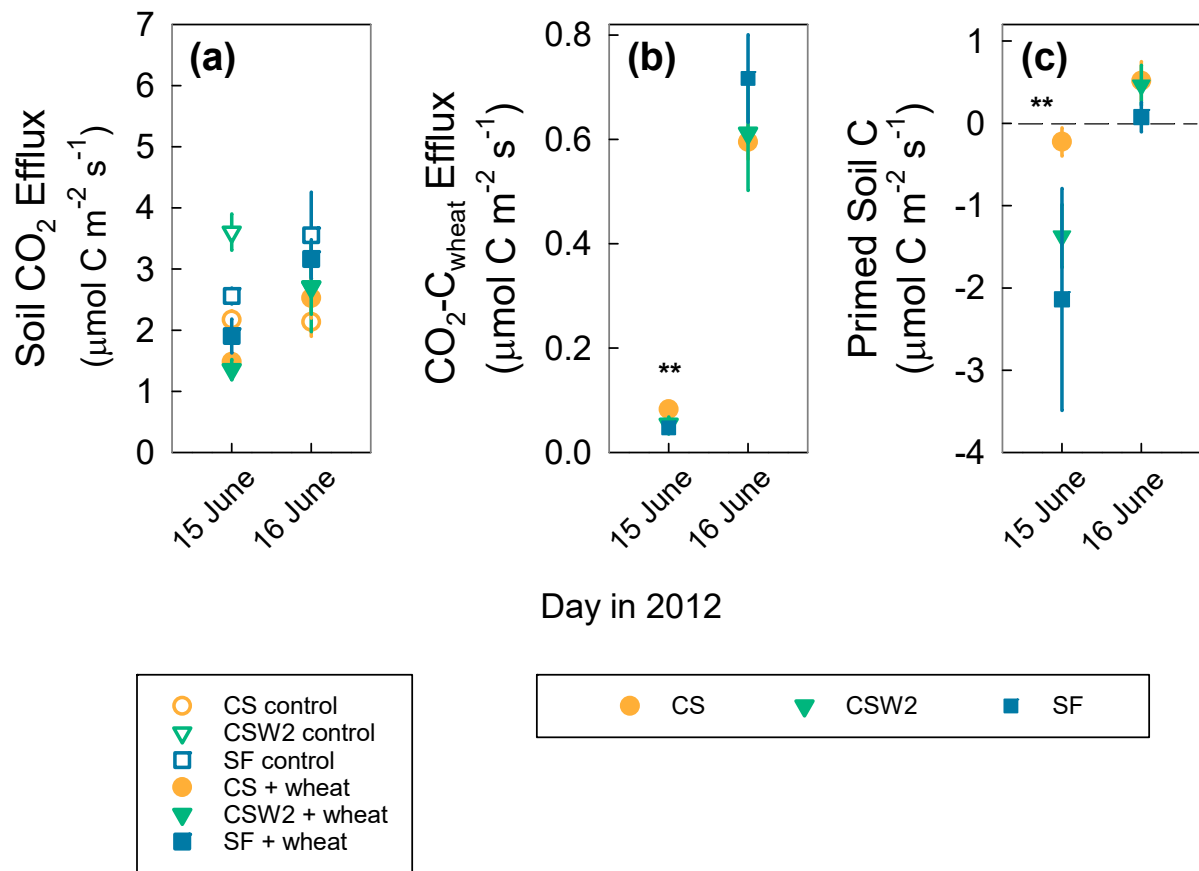 (a)
Soil CO₂ Efflux
(μmol C m⁻² s⁻¹)
7
6
5
4
3
2
1
0
15 June
16 June
(b)
CO₂-C_wheat Efflux
(μmol C m⁻² s⁻¹)
0.8
0.6
0.4
0.2
0.0
**
15 June
16 June
(c)
Primed Soil C
(μmol C m⁻² s⁻¹)
1
0
-1
-2
-3
-4
**
15 June
16 June
Day in 2012
CS control
CSW2 control
SF control
CS + wheat
CSW2 + wheat
SF + wheat
CS
CSW2
SF